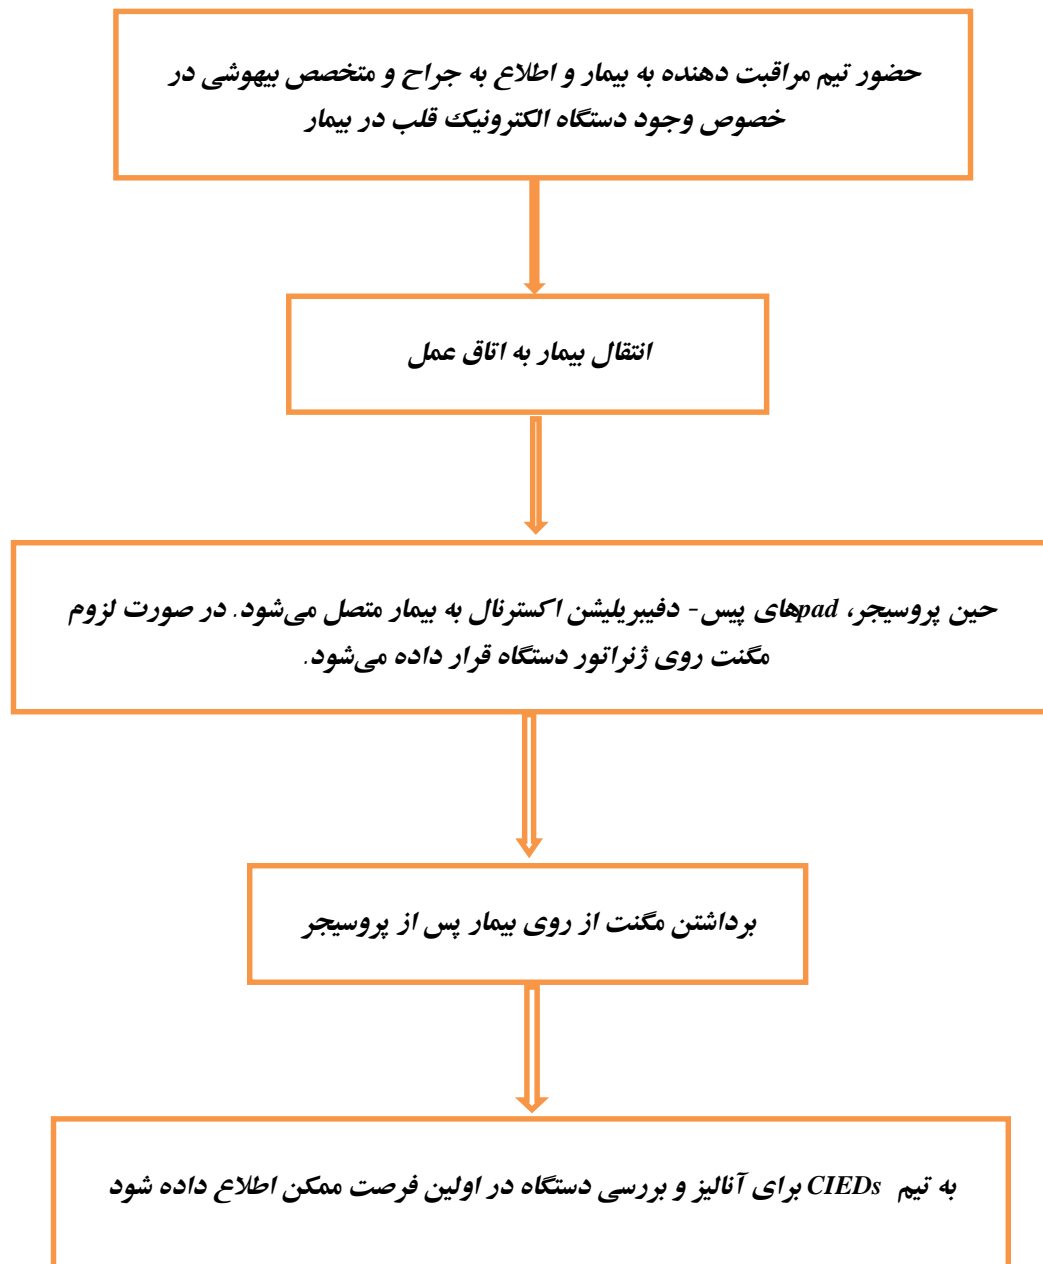 حضور تیم مراقبت دهنده به بیمار و اطلاع به جراح و متخصص بیهوشی در
خصوص وجود دستگاه الکترونیک قلب در بیمار
انتقال بیمار به اتاق عمل
حین پروسیجر، padهای پیس- دفیبریلیشن اکسترنال به بیمار متصل می‌شود. در صورت لزوم
مگنت روی ژنراتور دستگاه قرار داده می‌شود.
برداشتن مگنت از روی بیمار پس از پروسیجر
به تیم CIEDs برای آنالیز و بررسی دستگاه در اولین فرصت ممکن اطلاع داده شود